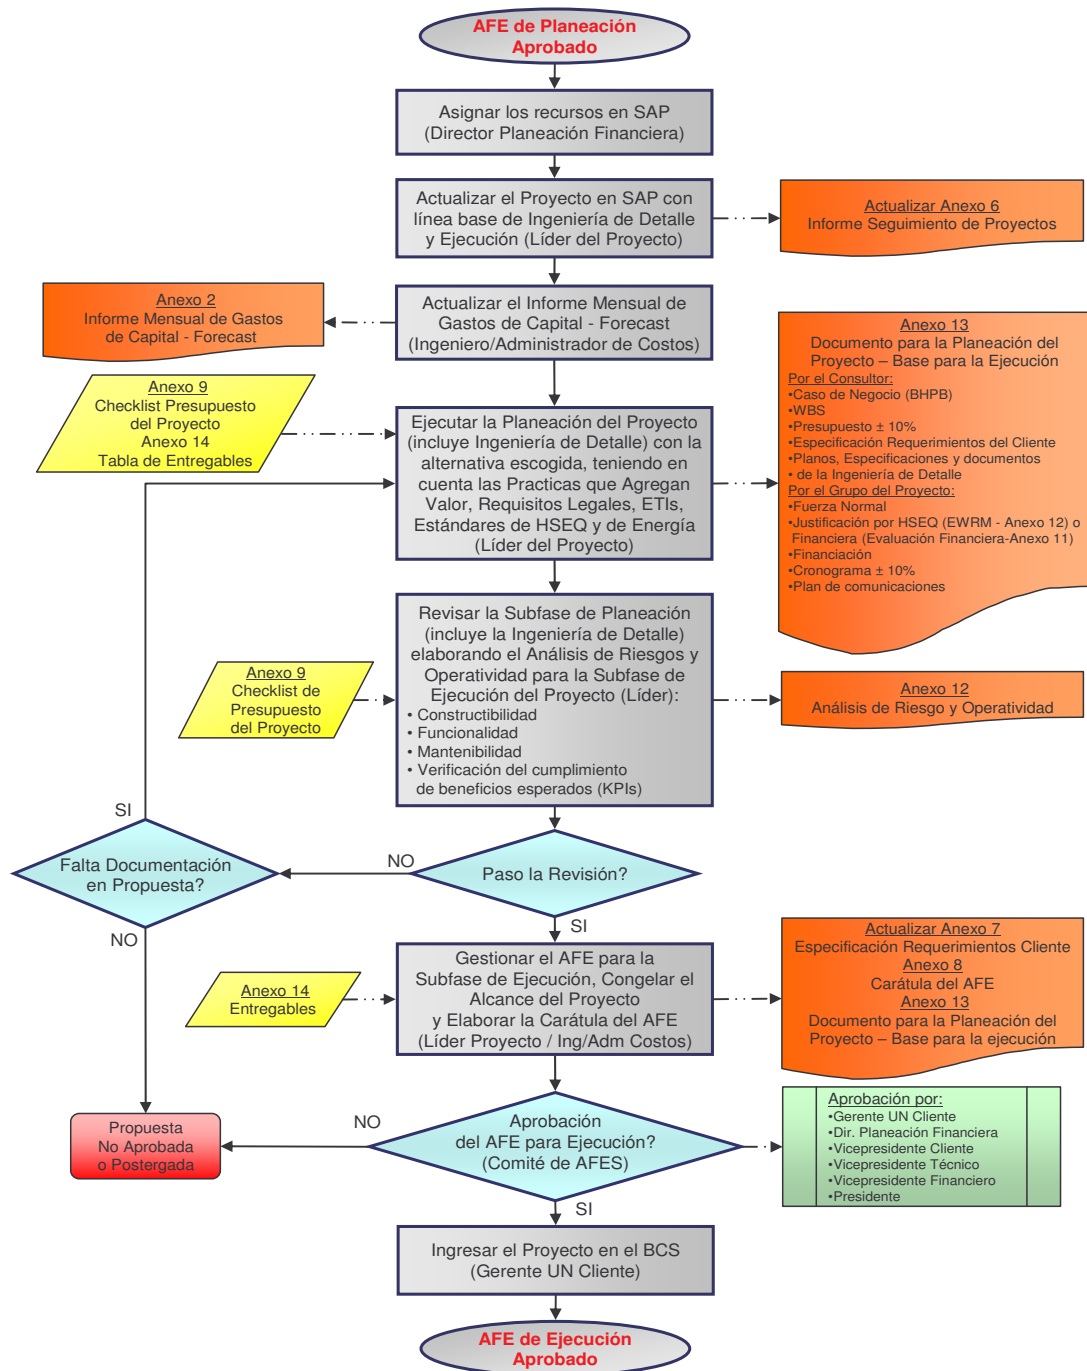 AFE de Planeación
Aprobado
Asignar los recursos en SAP
(Director Planeación Financiera)
Actualizar el Proyecto en SAP con
línea base de Ingeniería de Detalle
y Ejecución (Líder del Proyecto)
Actualizar Anexo 6
Informe Seguimiento de Proyectos
Anexo 2
Informe Mensual de Gastos
de Capital - Forecast
Actualizar el Informe Mensual de
Gastos de Capital - Forecast
(Ingeniero/Administrador de Costos)
Anexo 13
Documento para la Planeación del
Proyecto – Base para la Ejecución
Por el Consultor:
•Caso de Negocio (BHPB)
•WBS
•Presupuesto ± 10%
•Especificación Requerimientos del Cliente
•Planos, Especificaciones y documentos
• de la Ingeniería de Detalle
Por el Grupo del Proyecto:
•Fuerza Normal
•Justificación por HSEQ (EWRM - Anexo 12) o
Financiera (Evaluación Financiera-Anexo 11)
•Financiación
•Cronograma ± 10%
•Plan de comunicaciones
Anexo 9
Checklist Presupuesto
del Proyecto
Anexo 14
Tabla de Entregables
Ejecutar la Planeación del Proyecto
(incluye Ingeniería de Detalle) con la
alternativa escogida, teniendo en
cuenta las Practicas que Agregan
Valor, Requisitos Legales, ETIs,
Estándares de HSEQ y de Energía
(Líder del Proyecto)
Revisar la Subfase de Planeación
(incluye la Ingeniería de Detalle)
elaborando el Análisis de Riesgos y
Operatividad para la Subfase de
Ejecución del Proyecto (Líder):
• Constructibilidad
• Funcionalidad
• Mantenibilidad
• Verificación del cumplimiento
de beneficios esperados (KPIs)
Anexo 9
Checklist de
Presupuesto
del Proyecto
Anexo 12
Análisis de Riesgo y Operatividad
SI
Falta Documentación
en Propuesta?
NO
Paso la Revisión?
NO
SI
Anexo 14
Entregables
Gestionar el AFE para la
Subfase de Ejecución, Congelar el
Alcance del Proyecto
y Elaborar la Carátula del AFE
(Líder Proyecto / Ing/Adm Costos)
Actualizar Anexo 7
Especificación Requerimientos Cliente
Anexo 8
Carátula del AFE
Anexo 13
Documento para la Planeación del
Proyecto – Base para la ejecución
Propuesta
No Aprobada
o Postergada
NO
Aprobación
del AFE para Ejecución?
(Comité de AFES)
Aprobación por:
•Gerente UN Cliente
•Dir. Planeación Financiera
•Vicepresidente Cliente
•Vicepresidente Técnico
•Vicepresidente Financiero
•Presidente
SI
Ingresar el Proyecto en el BCS
(Gerente UN Cliente)
AFE de Ejecución
Aprobado